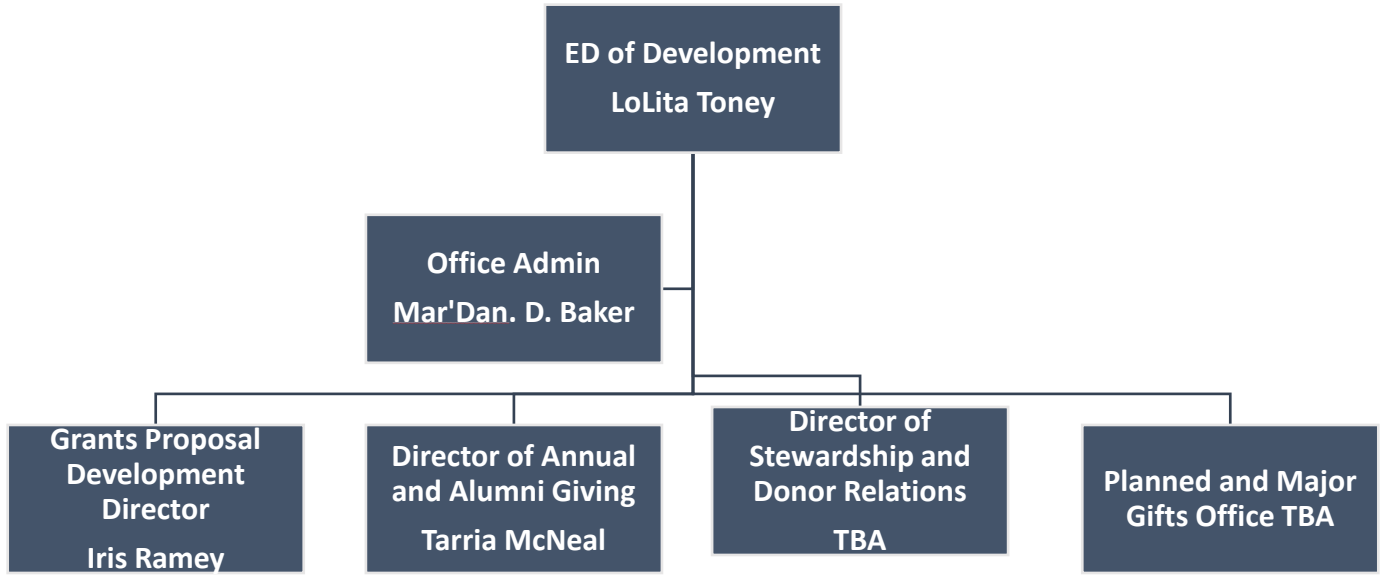 ED of Development
LoLita Toney
Office Admin
Mar'Dan. D. Baker
Grants Proposal
Development
Director
Iris Ramey
Director of Annual
and Alumni Giving
Tarria McNeal
Director of
Stewardship and
Donor Relations
TBA
Planned and Major
Gifts Office TBA